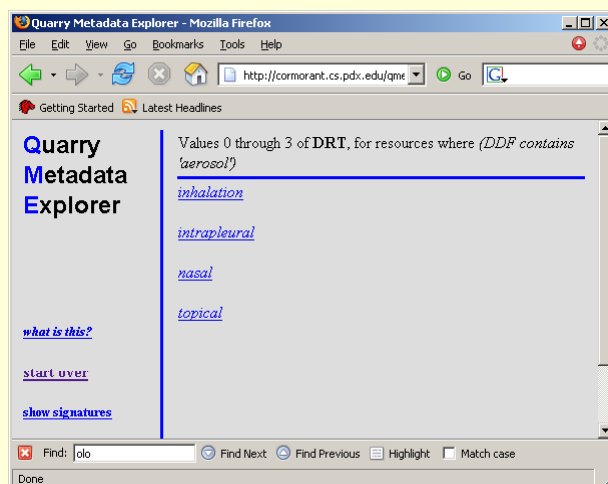 Quarry Metadata Explorer - Mozilla Firefox
File Edit View Go Bookmarks Tools Help
http://cormorant.cs.pdx.edu/qme Go G
Getting Started Latest Headlines
Quarry
Metadata
Explorer
Values 0 through 3 of DRT, for resources where (DDF contains
'aerosol')
inhalation
intrapleural
nasal
topical
what is this?
start over
show signatures
Find: olo Find Next Find Previous Highlight Match case
Done